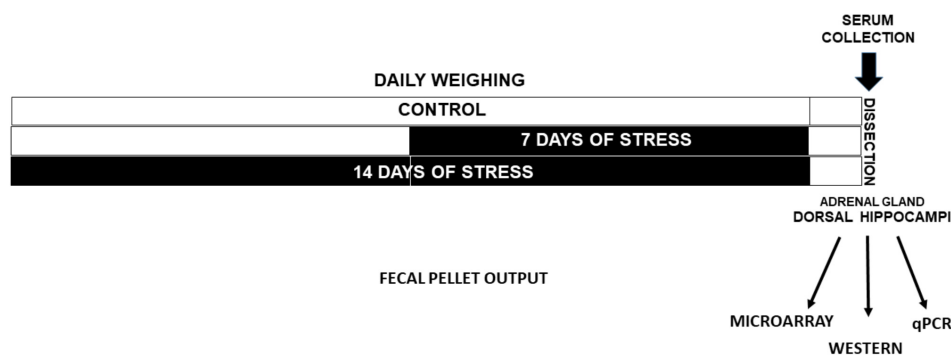 SERUM
COLLECTION
DAILY WEIGHING
CONTROL
7 DAYS OF STRESS
14 DAYS OF STRESS
DISSECTION
ADRENAL GLAND
DORSAL HIPPOCAMPI
FECAL PELLET OUTPUT
MICROARRAY
qPCR
WESTERN